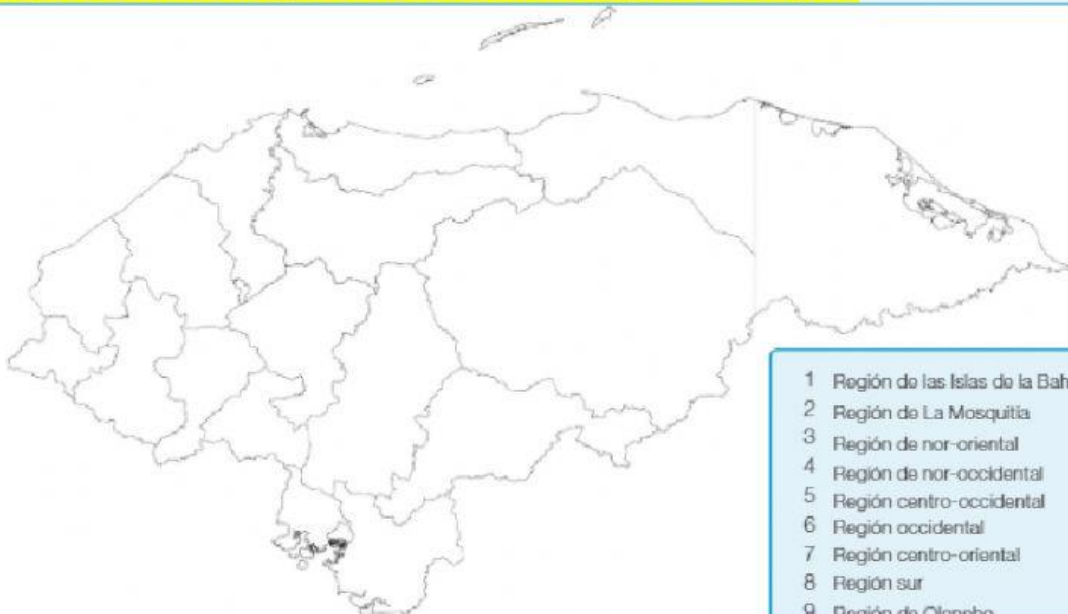 1 Región de las Islas de la Bah
2 Región de La Mosquitia
3 Región de nor-oriental
4 Región de nor-occidental
5 Región centro-occidental
6 Región occidental
7 Región centro-oriental
8 Región sur
9 Región de Olancho